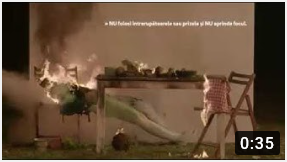 » NU folosi întrerupătoarele sau prizele și NU aprinde focul.
0:35